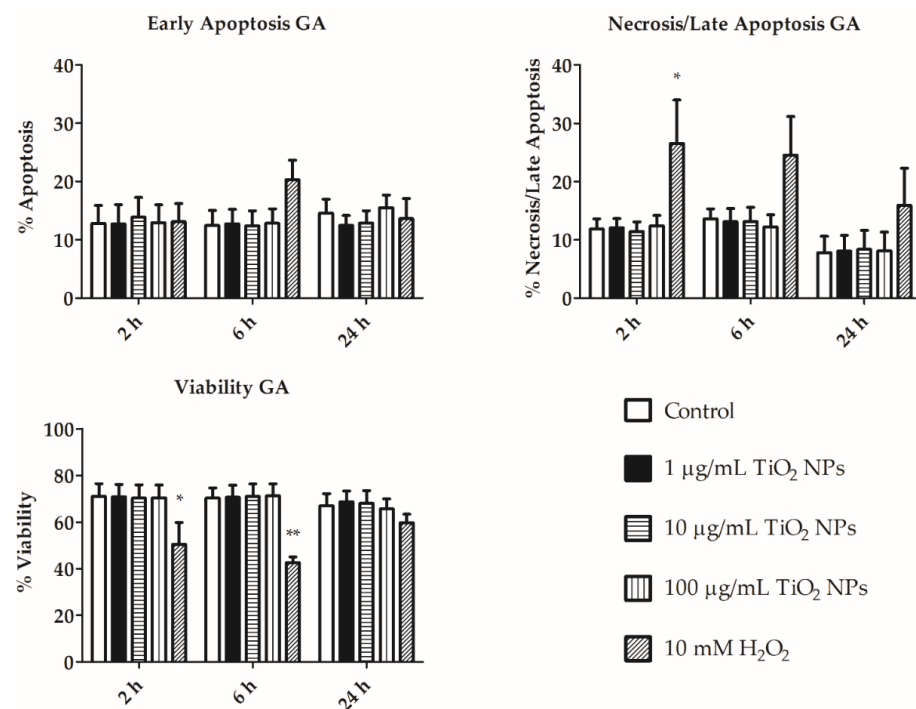 Early Apoptosis GA
% Apoptosis
40
30
20
10
0
2 h
6 h
24 h
Necrosis/Late Apoptosis GA
% Necrosis/Late Apoptosis
40
30
20
10
0
*
2 h
6 h
24 h
Viability GA
% Viability
100
80
60
40
20
0
*
**
2 h
6 h
24 h
Control
1 µg/mL TiO₂ NPs
10 µg/mL TiO₂ NPs
100 µg/mL TiO₂ NPs
10 mM H₂O₂